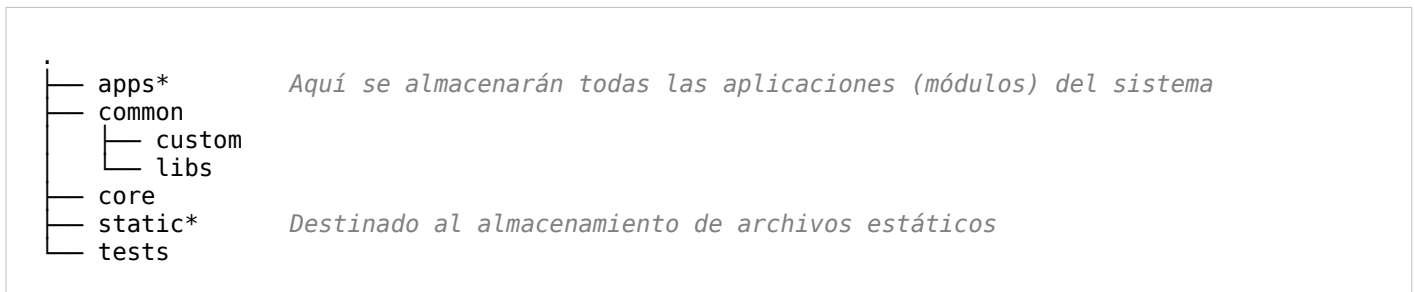 .
├── apps*        Aquí se almacenarán todas las aplicaciones (módulos) del sistema
├── common
│   ├── custom
│   └── libs
├── core
├── static*      Destinado al almacenamiento de archivos estáticos
└── tests